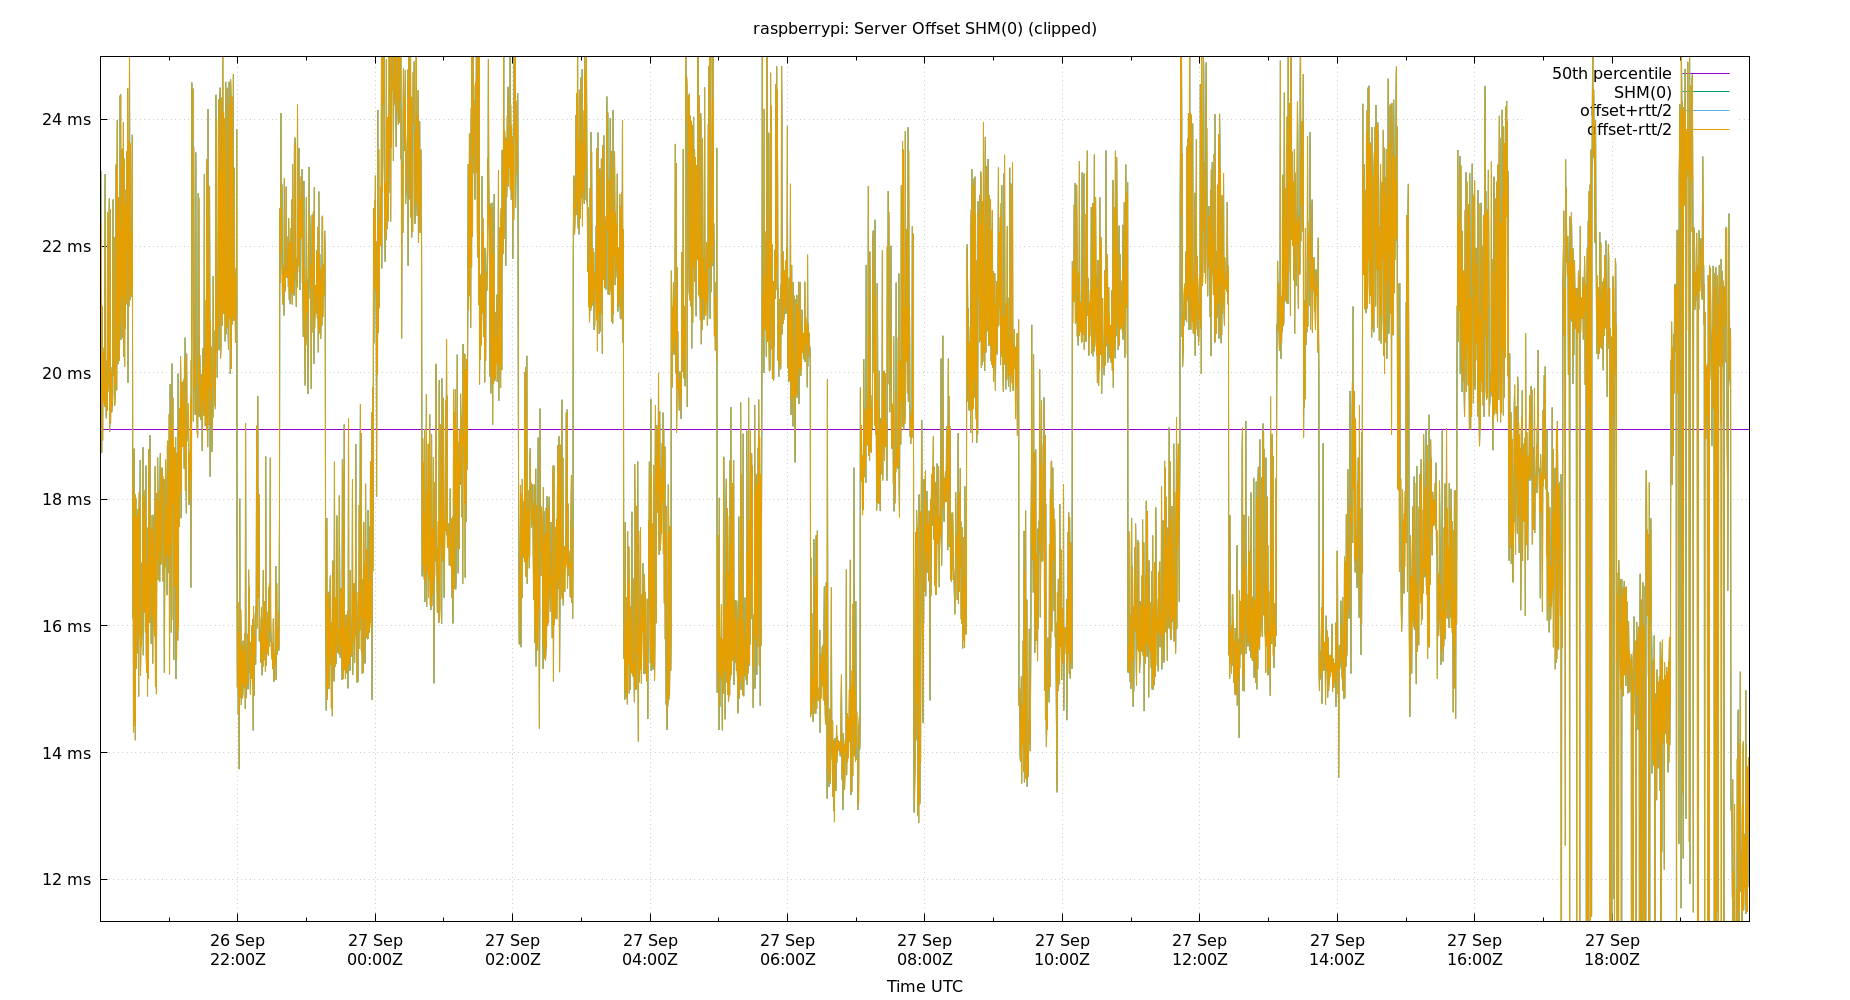 raspberrypi: Server Offset SHM(0) (clipped)
50th percentile
SHM(0)
offset+rtt/2
offset-rtt/2
24 ms
22 ms
20 ms
18 ms
16 ms
14 ms
12 ms
26 Sep 27 Sep 27 Sep 27 Sep 27 Sep 27 Sep 27 Sep 27 Sep 27 Sep 27 Sep 27 Sep
22:00Z 00:00Z 02:00Z 04:00Z 06:00Z 08:00Z 10:00Z 12:00Z 14:00Z 16:00Z 18:00Z
Time UTC